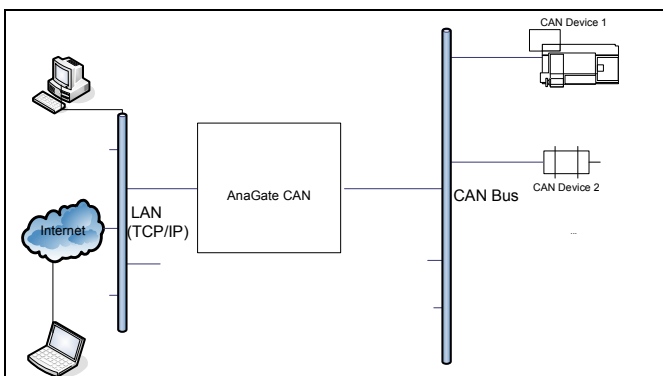 CAN Device 1
AnaGate CAN
CAN Bus
CAN Device 2
LAN
(TCP/IP)
Internet
...